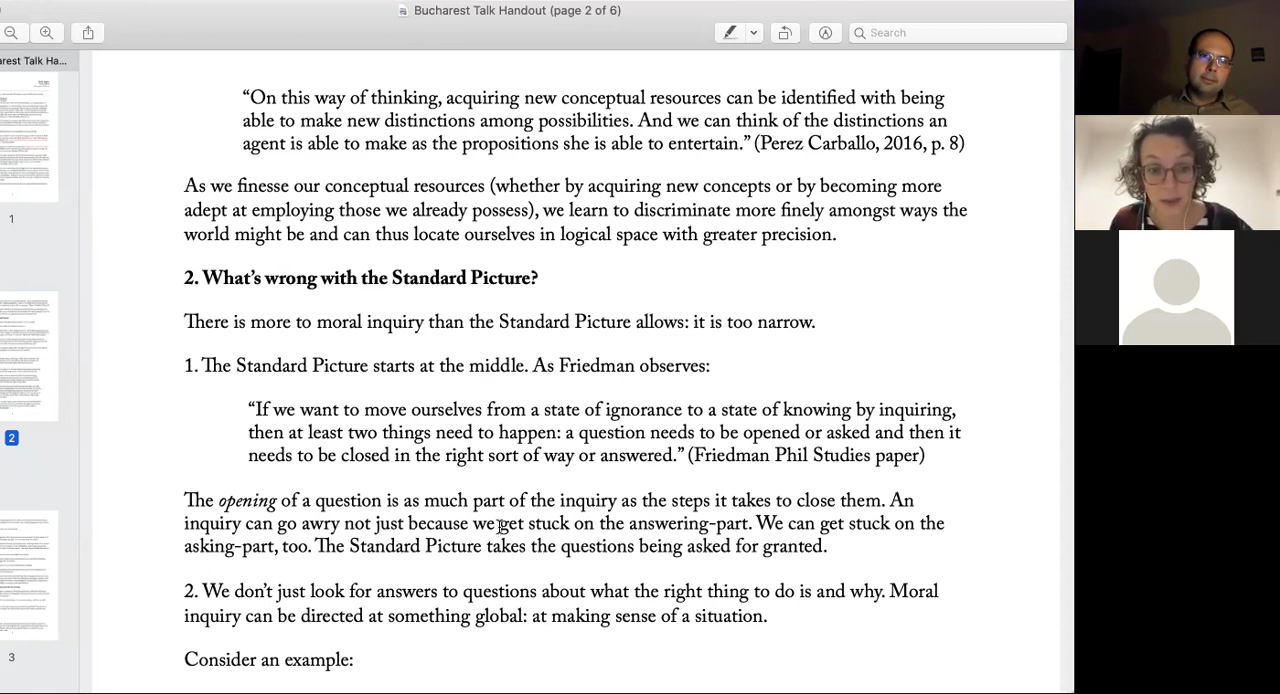 Bucharest Talk Handout (page 2 of 6)
Search
arest Talk Ha...
1
2
3
“On this way of thinking, acquiring new conceptual resources can be identified with being
able to make new distinctions among possibilities. And we can think of the distinctions an
agent is able to make as the propositions she is able to entertain.” (Perez Carballo, 2016, p. 8)
As we finesse our conceptual resources (whether by acquiring new concepts or by becoming more
adept at employing those we already possess), we learn to discriminate more finely amongst ways the
world might be and can thus locate ourselves in logical space with greater precision.
2. What’s wrong with the Standard Picture?
There is more to moral inquiry than the Standard Picture allows: it is too narrow.
1. The Standard Picture starts at the middle. As Friedman observes:
“If we want to move ourselves from a state of ignorance to a state of knowing by inquiring,
then at least two things need to happen: a question needs to be opened or asked and then it
needs to be closed in the right sort of way or answered.” (Friedman Phil Studies paper)
The opening of a question is as much part of the inquiry as the steps it takes to close them. An
inquiry can go awry not just because we get stuck on the answering-part. We can get stuck on the
asking-part, too. The Standard Picture takes the questions being asked for granted.
2. We don’t just look for answers to questions about what the right thing to do is and why. Moral
inquiry can be directed at something global: at making sense of a situation.
Consider an example: